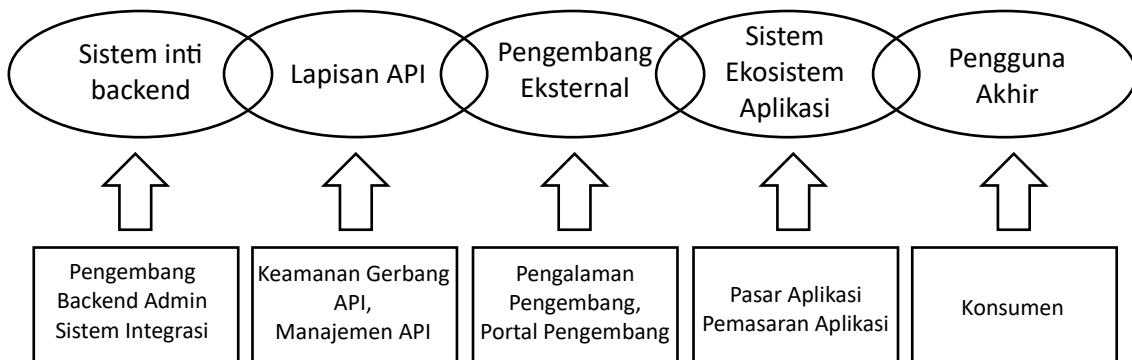 Sistem inti
backend
Lapisan API
Pengembang
Eksternal
Sistem
Ekosistem
Aplikasi
Pengguna
Akhir
Pengembang
Backend Admin
Sistem Integrasi
Keamanan Gerbang
API,
Manajemen API
Pengalaman
Pengembang,
Portal Pengembang
Pasar Aplikasi
Pemasaran Aplikasi
Konsumen